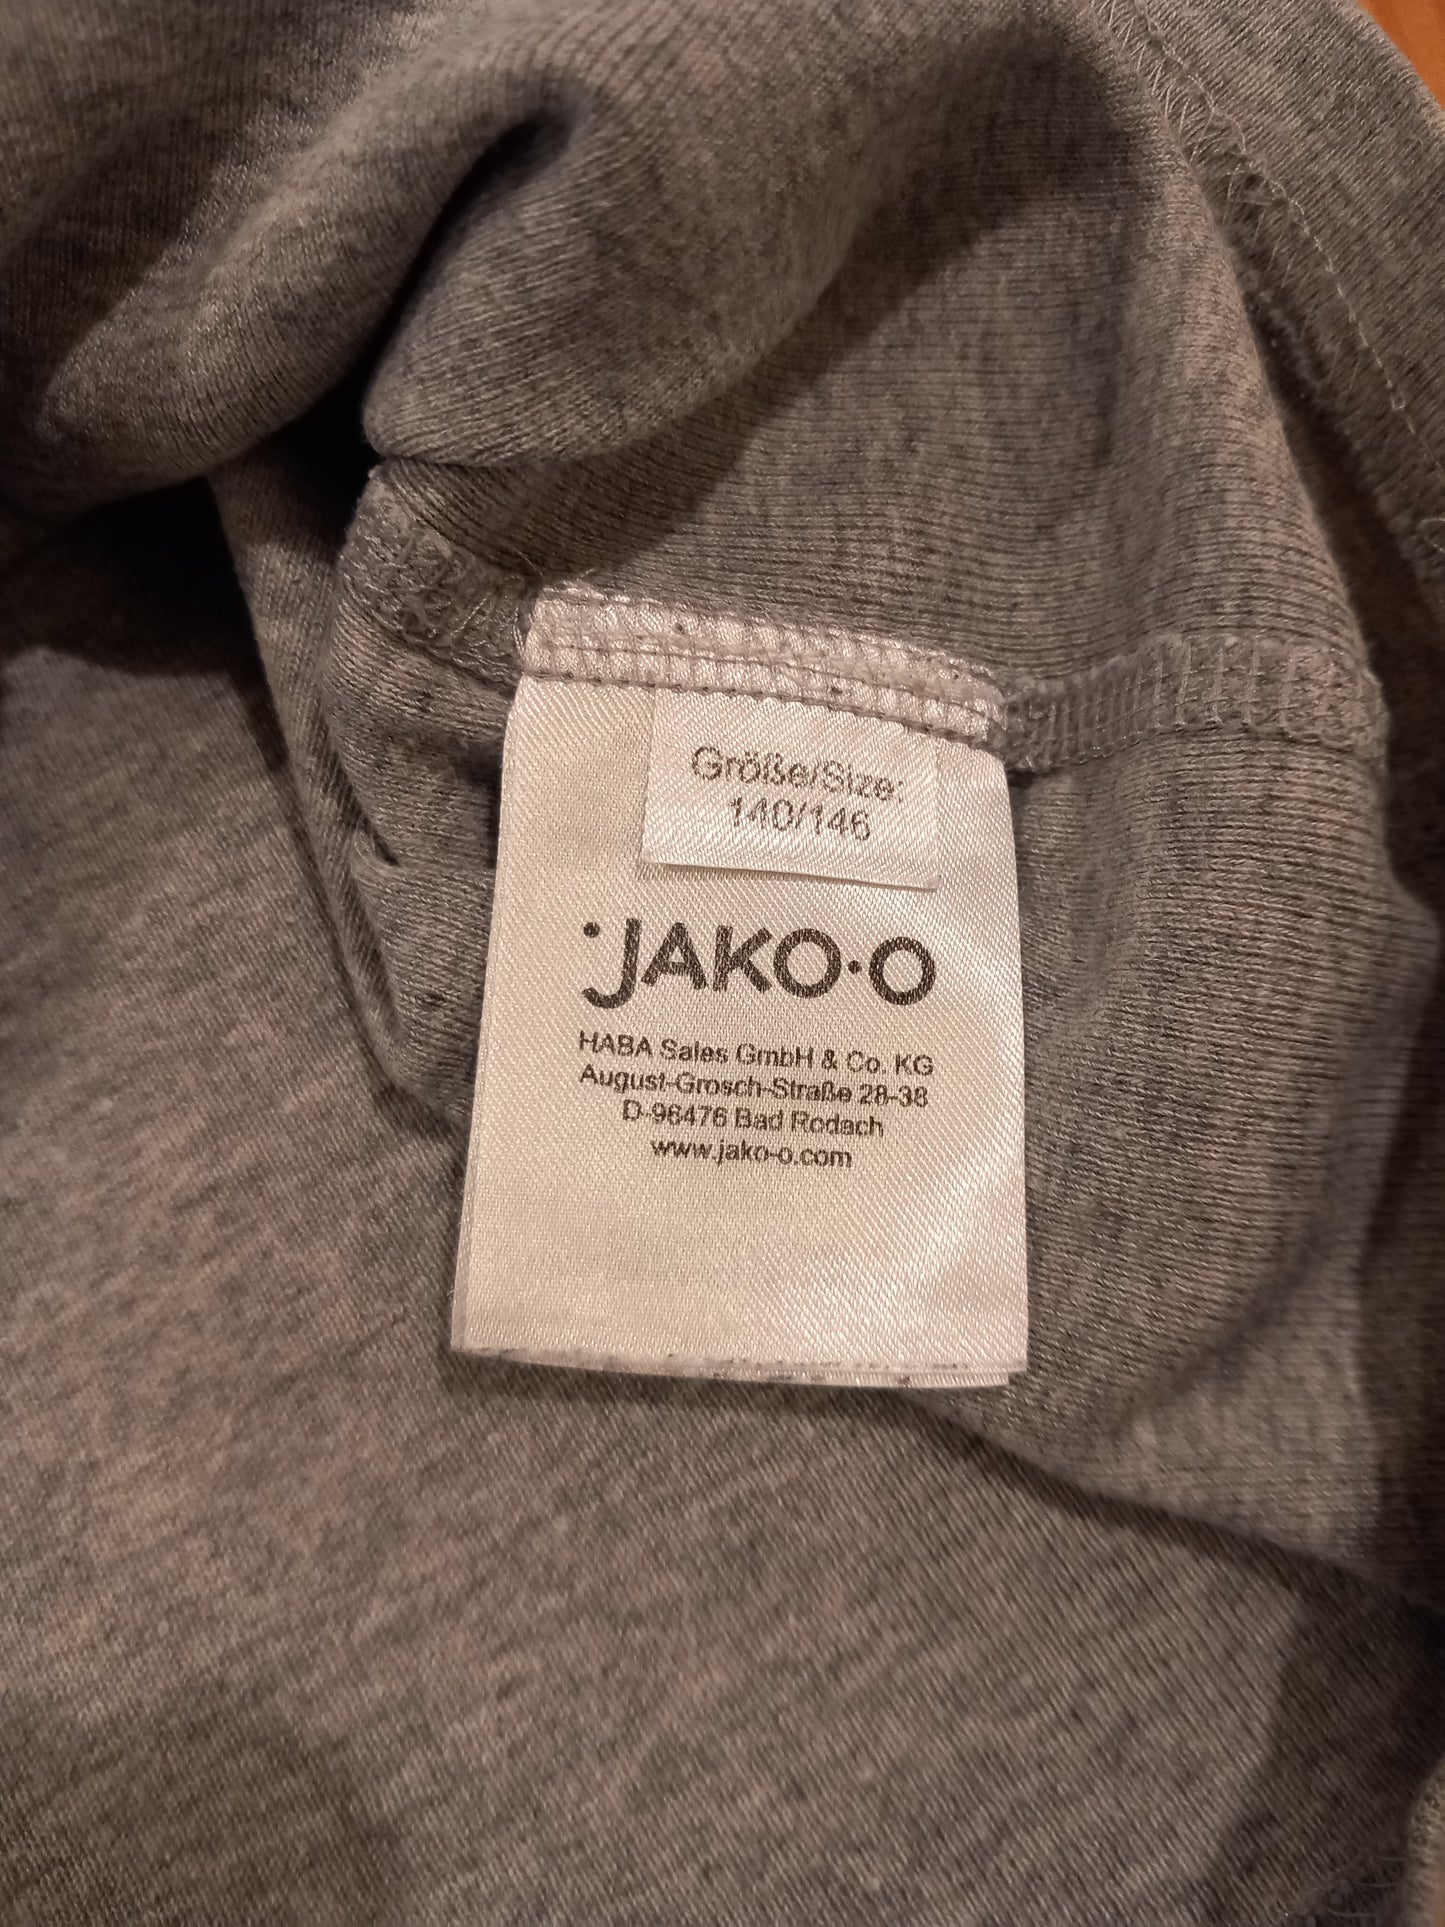 Größe/Size:
140/146
JAKO·O
HABA Sales GmbH & Co. KG
August-Grosch-Straße 28-38
D-96476 Bad Rodach
www.jako-o.com